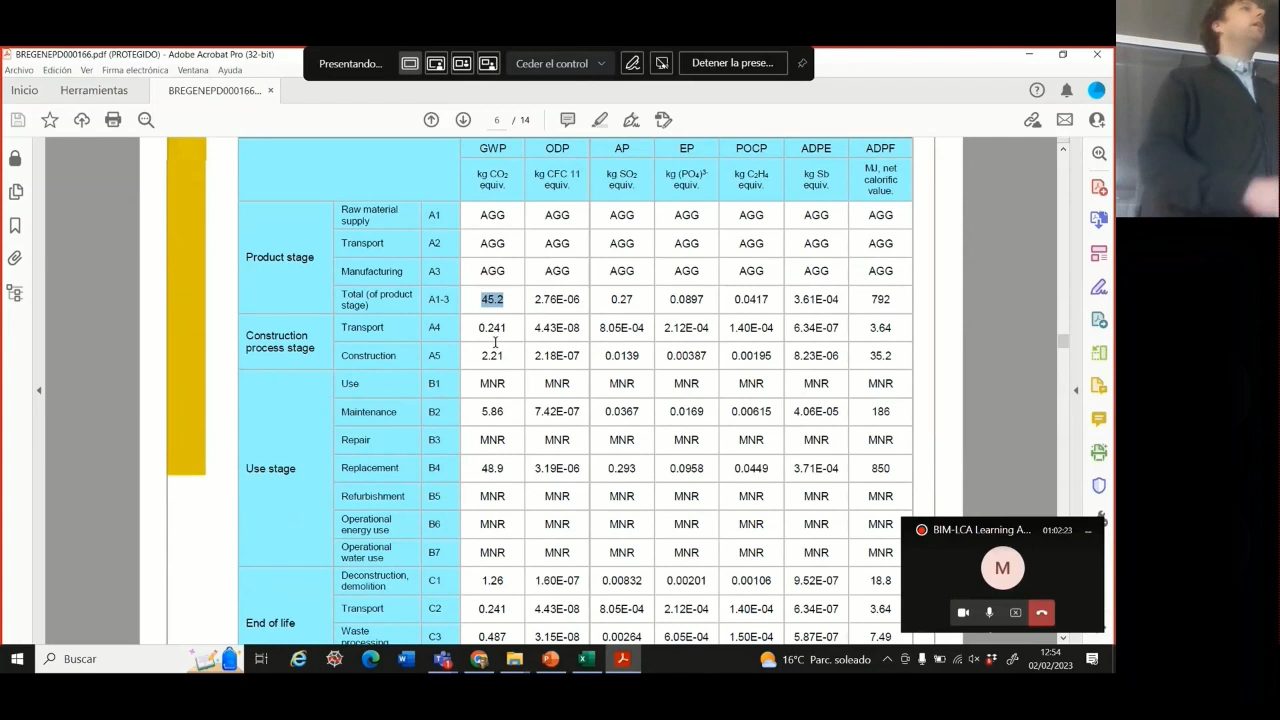 BREGENEPD000166.pdf (PROTEGIDO) - Adobe Acrobat Pro (32-bit)
Presentando...
Ceder el control
Detener la prese...
Archivo Edición Ver Firma electrónica Ventana Ayuda
Inicio Herramientas BREGENEPD000166... ×
6 / 14
GWP ODP AP EP POCP ADPE ADPF
kg CO₂ equiv. kg CFC 11 equiv. kg SO₂ equiv. kg (PO₄)³⁻ equiv. kg C₂H₄ equiv. kg Sb equiv. MJ, net calorific value.
Product stage
Raw material supply A1 AGG AGG AGG AGG AGG AGG AGG
Transport A2 AGG AGG AGG AGG AGG AGG AGG
Manufacturing A3 AGG AGG AGG AGG AGG AGG AGG
Total (of product stage) A1-3 45.2 2.76E-06 0.27 0.0897 0.0417 3.61E-04 792
Construction process stage
Transport A4 0.241 4.43E-08 8.05E-04 2.12E-04 1.40E-04 6.34E-07 3.64
Construction A5 2.21 2.18E-07 0.0139 0.00387 0.00195 8.23E-06 35.2
Use stage
Use B1 MNR MNR MNR MNR MNR MNR MNR
Maintenance B2 5.86 7.42E-07 0.0367 0.0169 0.00615 4.06E-05 186
Repair B3 MNR MNR MNR MNR MNR MNR MNR
Replacement B4 48.9 3.19E-06 0.293 0.0958 0.0449 3.71E-04 850
Refurbishment B5 MNR MNR MNR MNR MNR MNR MNR
Operational energy use B6 MNR MNR MNR MNR MNR MNR
Operational water use B7 MNR MNR MNR MNR MNR MNR
End of life
Deconstruction, demolition C1 1.26 1.60E-07 0.00832 0.00201 0.00106 9.52E-07 18.8
Transport C2 0.241 4.43E-08 8.05E-04 2.12E-04 1.40E-04 6.34E-07 3.64
Waste processing C3 0.487 3.15E-08 0.00264 6.05E-04 1.50E-04 5.87E-07 7.49
BIM-LCA Learning A... 01:02:23
M
Buscar
16°C Parc. soleado
12:54
02/02/2023